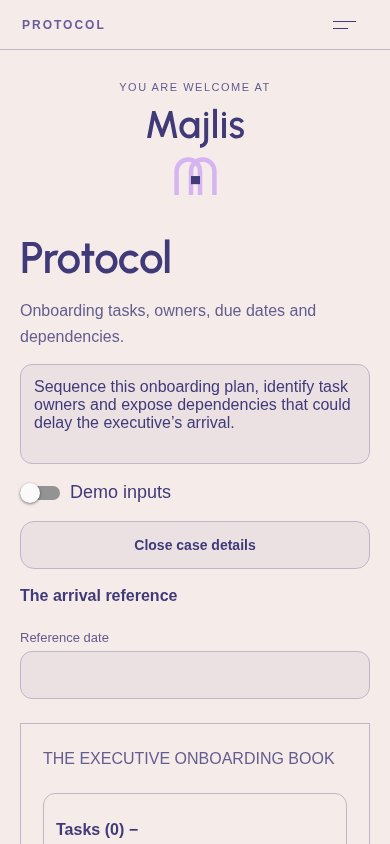 PROTOCOL
YOU ARE WELCOME AT
Majlis
Protocol
Onboarding tasks, owners, due dates and
dependencies.
Sequence this onboarding plan, identify task
owners and expose dependencies that could
delay the executive’s arrival.
Demo inputs
Close case details
The arrival reference
Reference date
THE EXECUTIVE ONBOARDING BOOK
Tasks (0) –